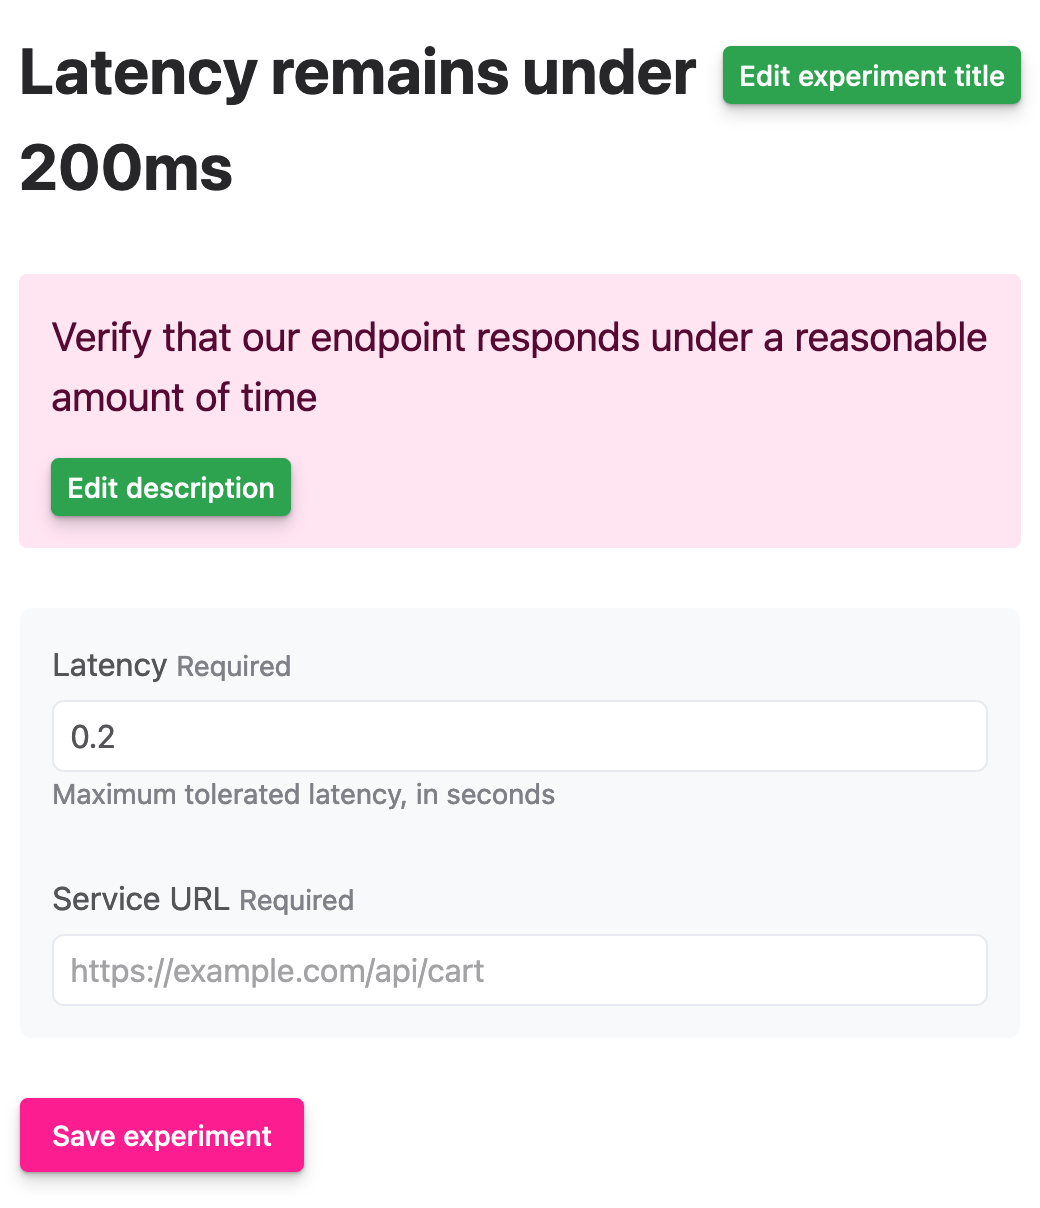 Latency remains under
200ms
Edit experiment title
Verify that our endpoint responds under a reasonable
amount of time
Edit description
Latency Required
0.2
Maximum tolerated latency, in seconds
Service URL Required
https://example.com/api/cart
Save experiment